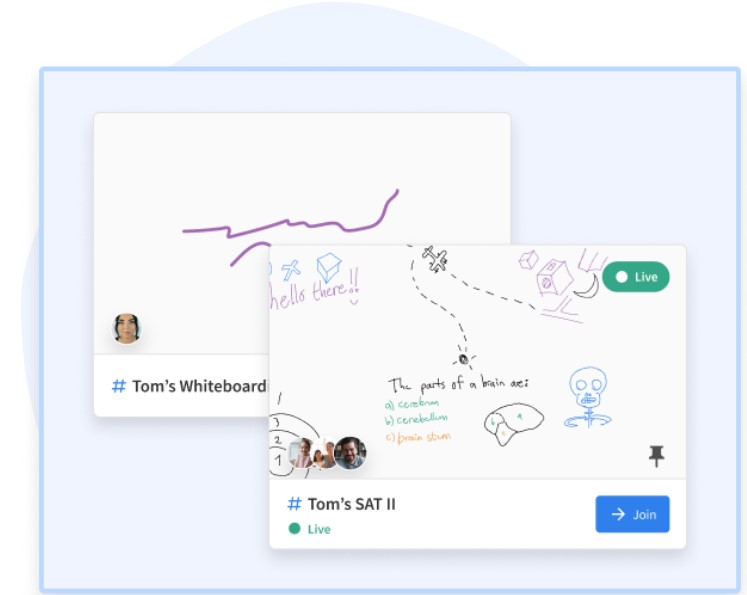 hello there!!
Live
# Tom's Whiteboardi
The parts of a brain are:
a) cerebrum
b) cerebellum
c) brain stum
b
a
c
1
3
2
1
# Tom's SAT II
Live
→ Join